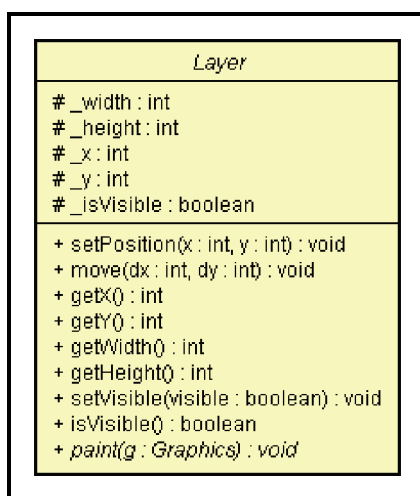 Layer
# _width : int
# _height : int
# _x : int
# _y : int
# _isVisible : boolean
+ setPosition(x : int, y : int) : void
+ move(dx : int, dy : int) : void
+ getX() : int
+ getY() : int
+ getWidth() : int
+ getHeight() : int
+ setVisible(visible : boolean) : void
+ isVisible() : boolean
+ paint(g : Graphics) : void